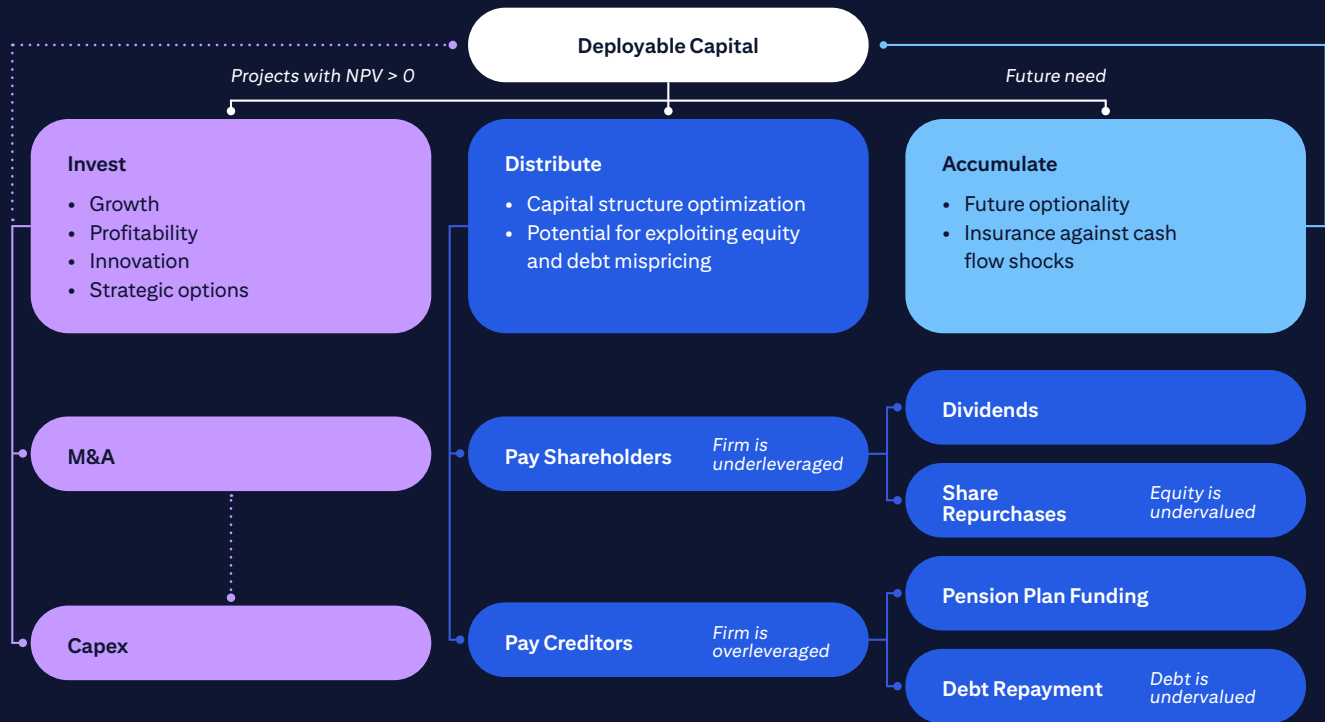 Deployable Capital
Projects with NPV > 0
Future need
Invest
• Growth
• Profitability
• Innovation
• Strategic options
Distribute
• Capital structure optimization
• Potential for exploiting equity
and debt mispricing
Accumulate
• Future optionality
• Insurance against cash
flow shocks
M&A
Capex
Pay Shareholders
Firm is
underleveraged
Dividends
Share
Repurchases
Equity is
undervalued
Pay Creditors
Firm is
overleveraged
Pension Plan Funding
Debt Repayment
Debt is
undervalued